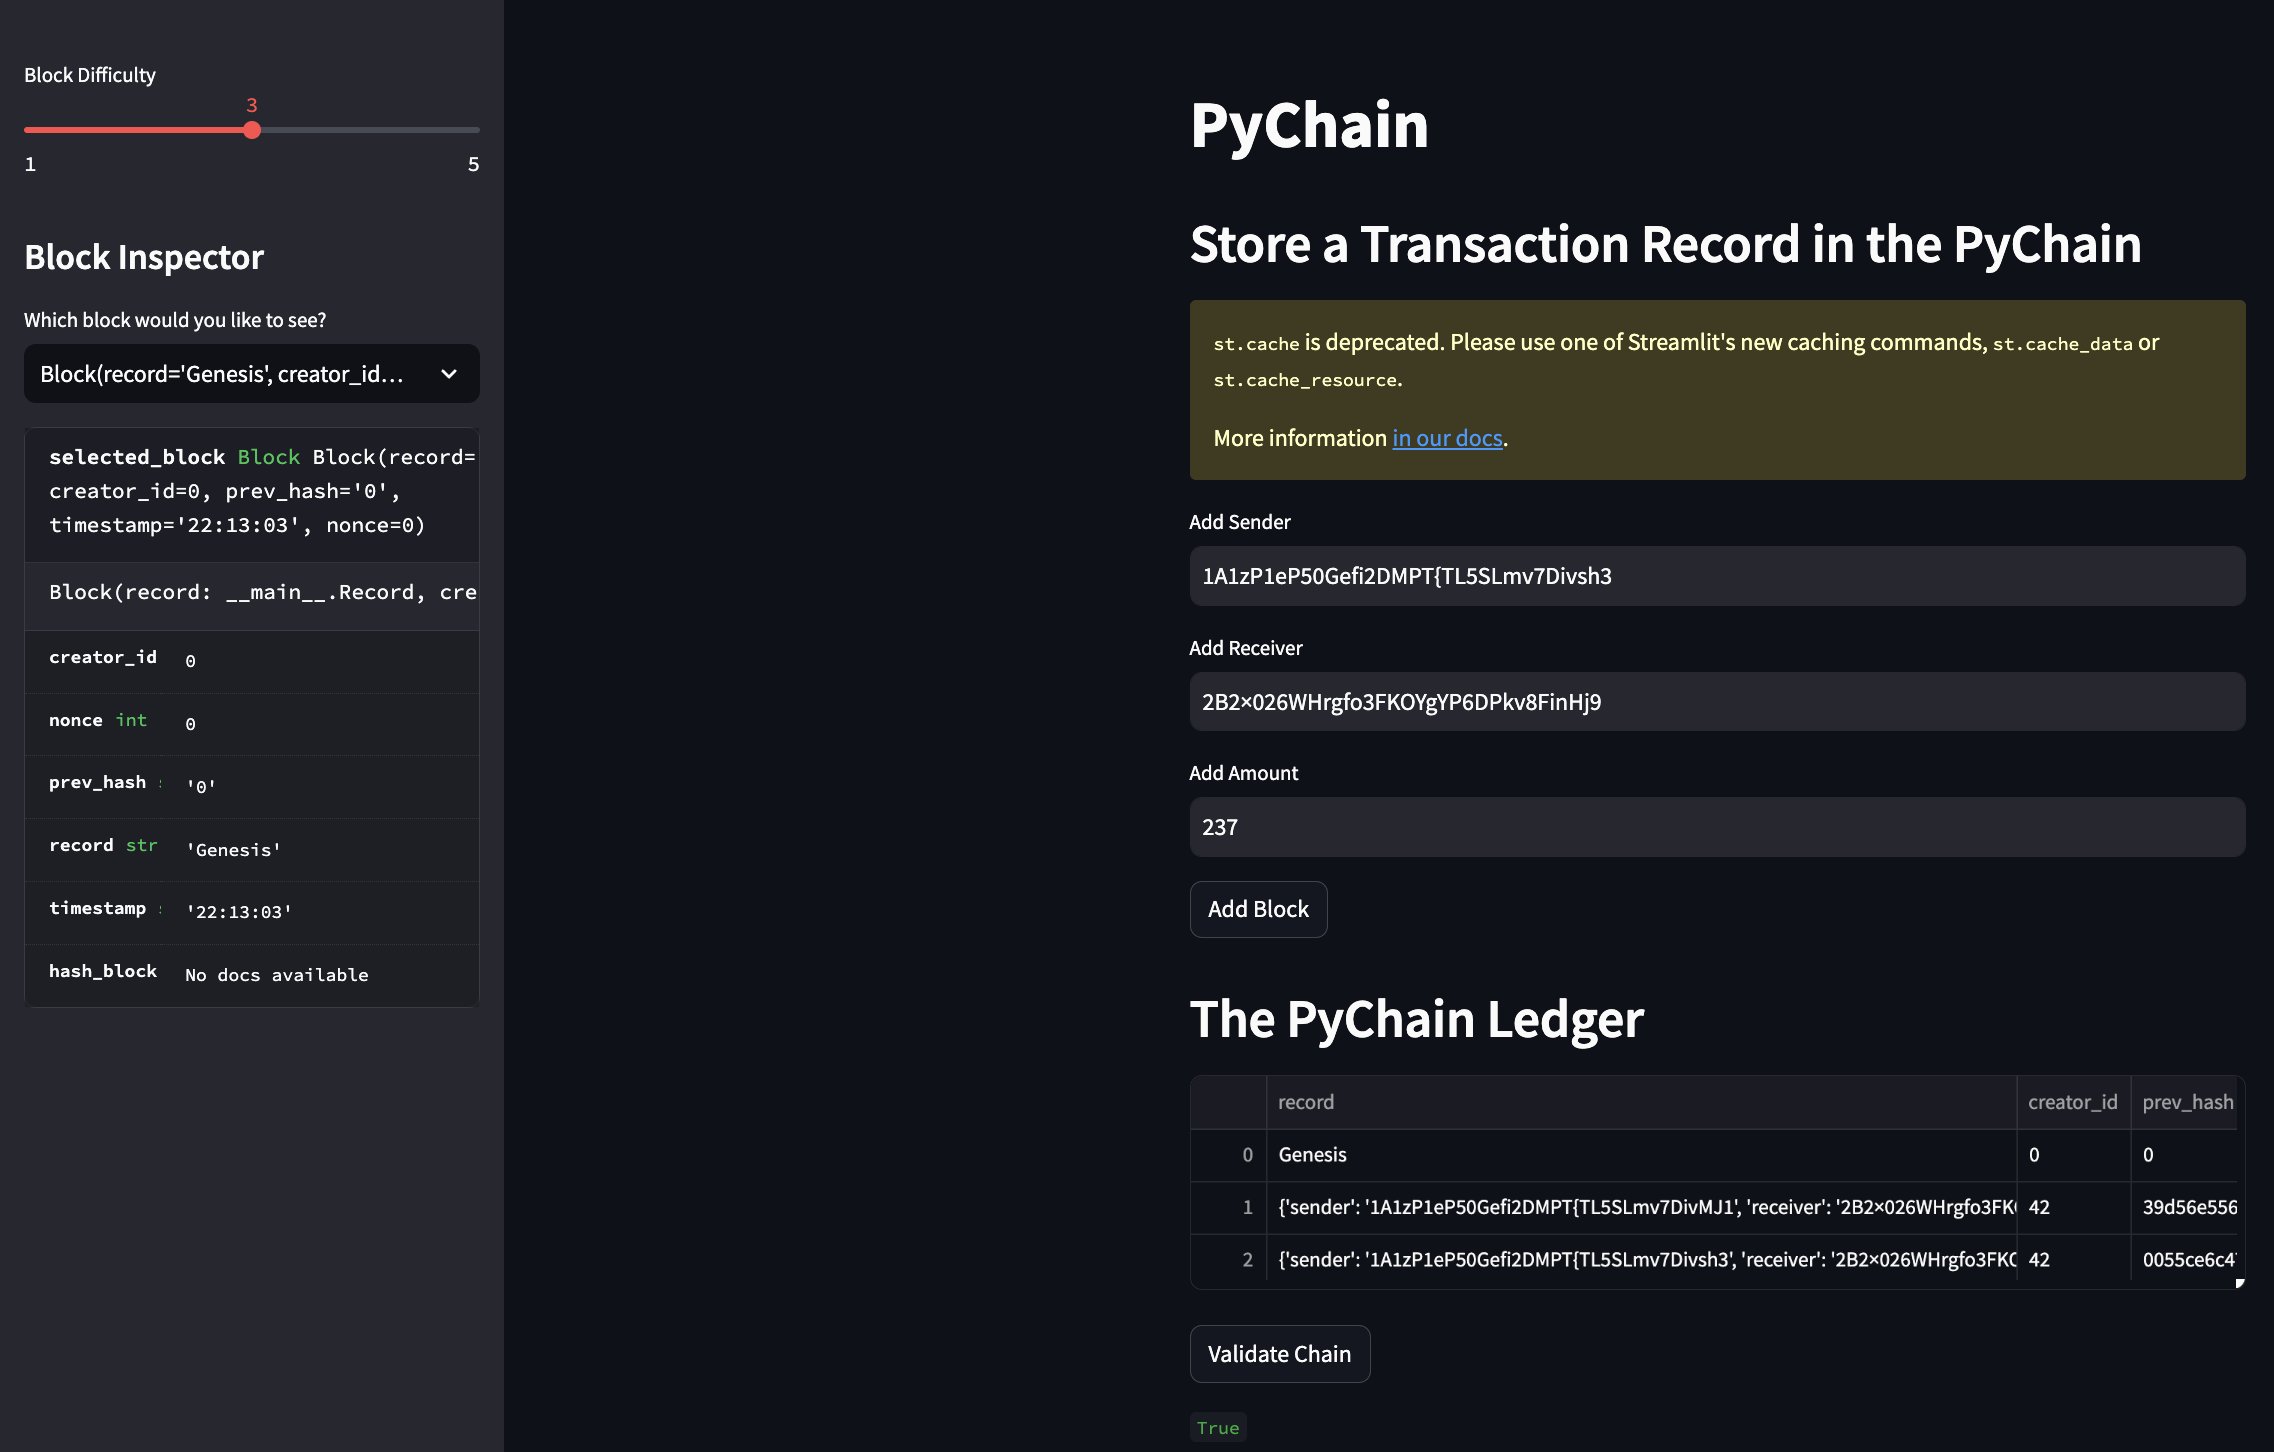 Block Difficulty
3
1 5
Block Inspector
Which block would you like to see?
Block(record='Genesis', creator_id...
selected_block Block Block(record=
creator_id=0, prev_hash='0',
timestamp='22:13:03', nonce=0)
Block(record: __main__.Record, cre
creator_id 0
nonce int 0
prev_hash '0'
record str 'Genesis'
timestamp '22:13:03'
hash_block No docs available
PyChain
Store a Transaction Record in the PyChain
st.cache is deprecated. Please use one of Streamlit's new caching commands, st.cache_data or
st.cache_resource.
More information in our docs.
Add Sender
1A1zP1eP50Gefi2DMPT{TL5SLmv7Divsh3
Add Receiver
2B2×026WHrgfo3FKOYgYP6DPkv8FinHj9
Add Amount
237
Add Block
The PyChain Ledger
record creator_id prev_hash
0 Genesis 0 0
1 {'sender': '1A1zP1eP50Gefi2DMPT{TL5SLmv7DivMJ1', 'receiver': '2B2×026WHrgfo3FK 42 39d56e556
2 {'sender': '1A1zP1eP50Gefi2DMPT{TL5SLmv7Divsh3', 'receiver': '2B2×026WHrgfo3FK 42 0055ce6c4
Validate Chain
True